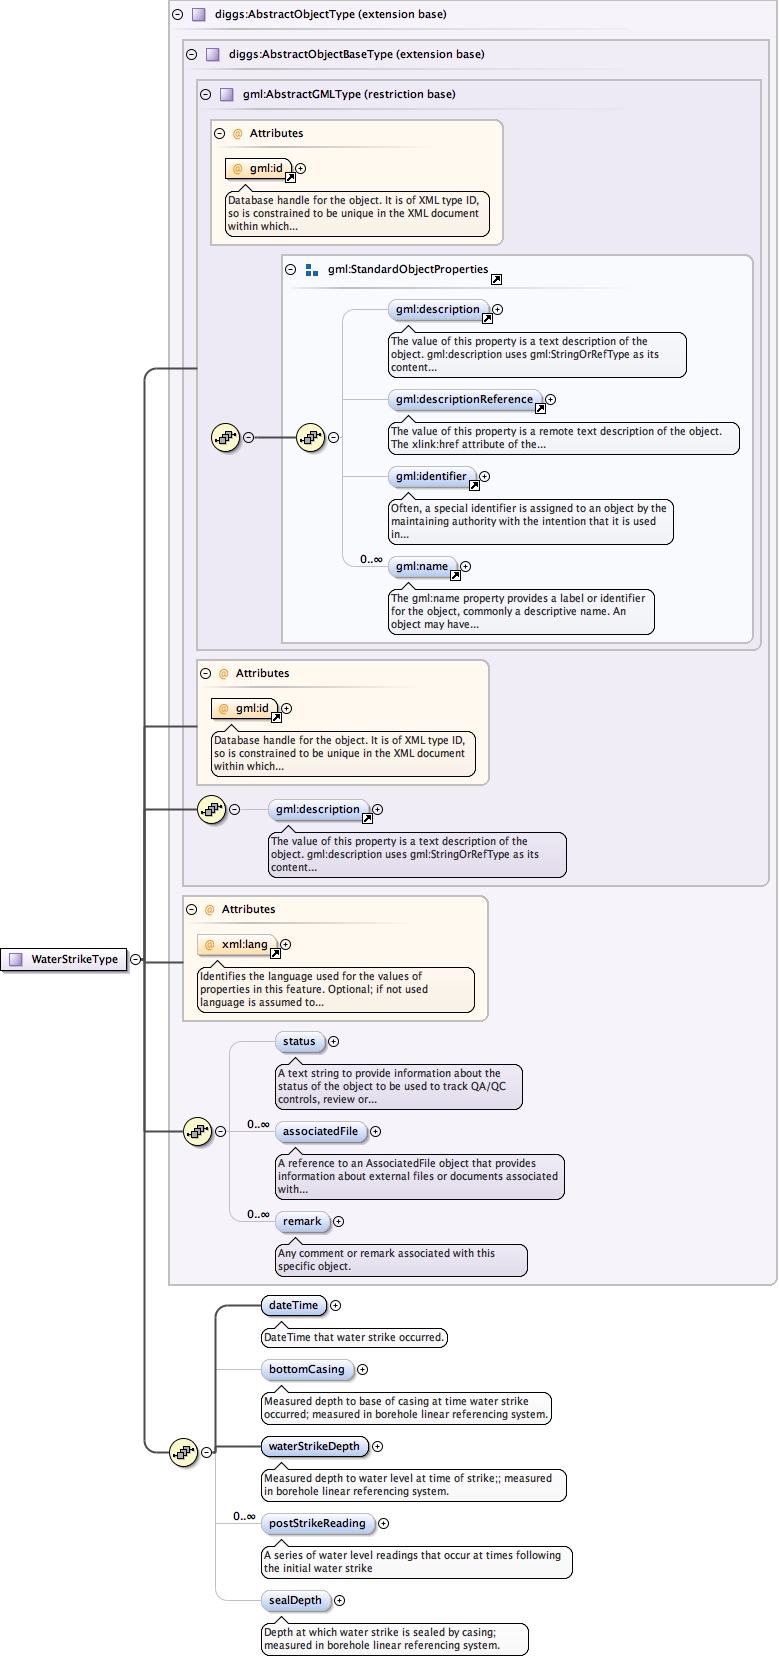 diggs:AbstractObjectType (extension base)
diggs:AbstractObjectBaseType (extension base)
gml:AbstractGMLType (restriction base)
@ Attributes
@ gml:id
Database handle for the object. It is of XML type ID,
so is constrained to be unique in the XML document
within which...
gml:StandardObjectProperties
gml:description
The value of this property is a text description of the
object. gml:description uses gml:StringOrRefType as its
content...
gml:descriptionReference
The value of this property is a remote text description of the object.
The xlink:href attribute of the...
gml:identifier
Often, a special identifier is assigned to an object by the
maintaining authority with the intention that it is used
in...
0..∞
gml:name
The gml:name property provides a label or identifier
for the object, commonly a descriptive name. An
object may have...
@ Attributes
@ gml:id
Database handle for the object. It is of XML type ID,
so is constrained to be unique in the XML document
within which...
gml:description
The value of this property is a text description of the
object. gml:description uses gml:StringOrRefType as its
content...
@ Attributes
@ xml:lang
WaterStrikeType
Identifies the language used for the values of
properties in this feature. Optional; if not used
language is assumed to...
status
A text string to provide information about the
status of the object to be used to track QA/QC
controls, review or...
0..∞
associatedFile
A reference to an AssociatedFile object that provides
information about external files or documents associated
with...
0..∞
remark
Any comment or remark associated with this
specific object.
dateTime
DateTime that water strike occurred.
bottomCasing
Measured depth to base of casing at time water strike
occurred; measured in borehole linear referencing system.
waterStrikeDepth
Measured depth to water level at time of strike;; measured
in borehole linear referencing system.
0..∞
postStrikeReading
A series of water level readings that occur at times following
the initial water strike
sealDepth
Depth at which water strike is sealed by casing;
measured in borehole linear referencing system.